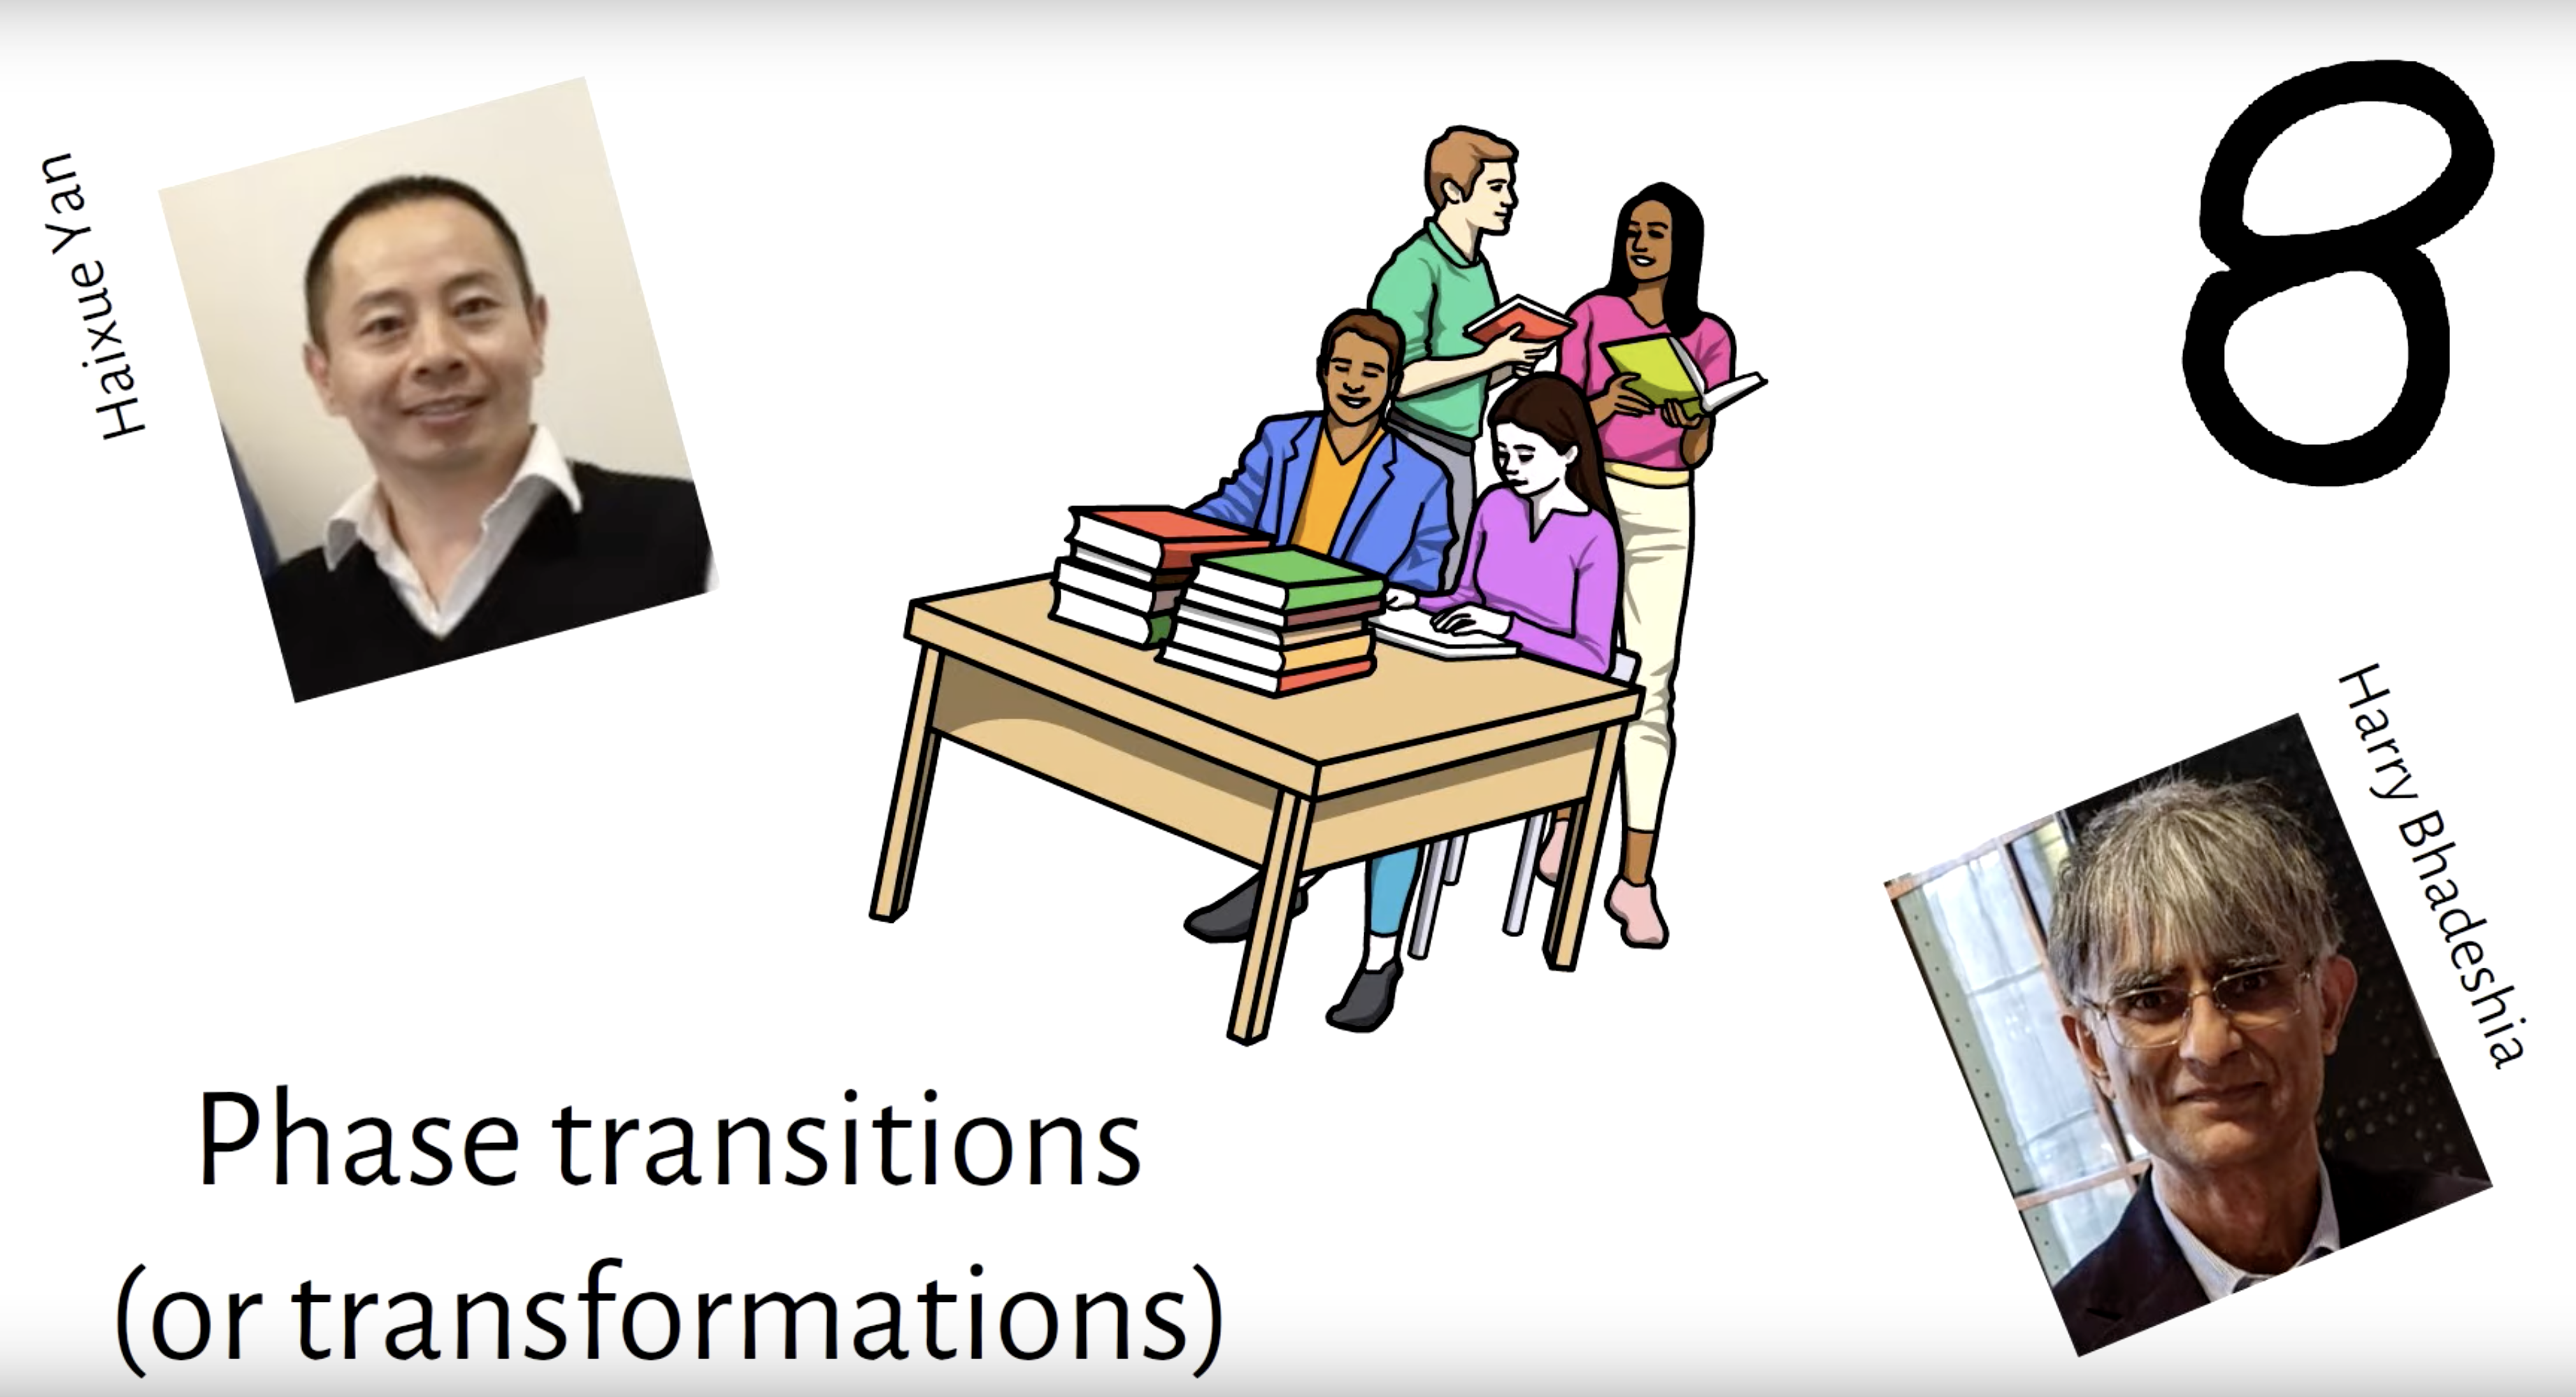 Haixue Yan
8
Harry Bhadeshia
Phase transitions
(or transformations)